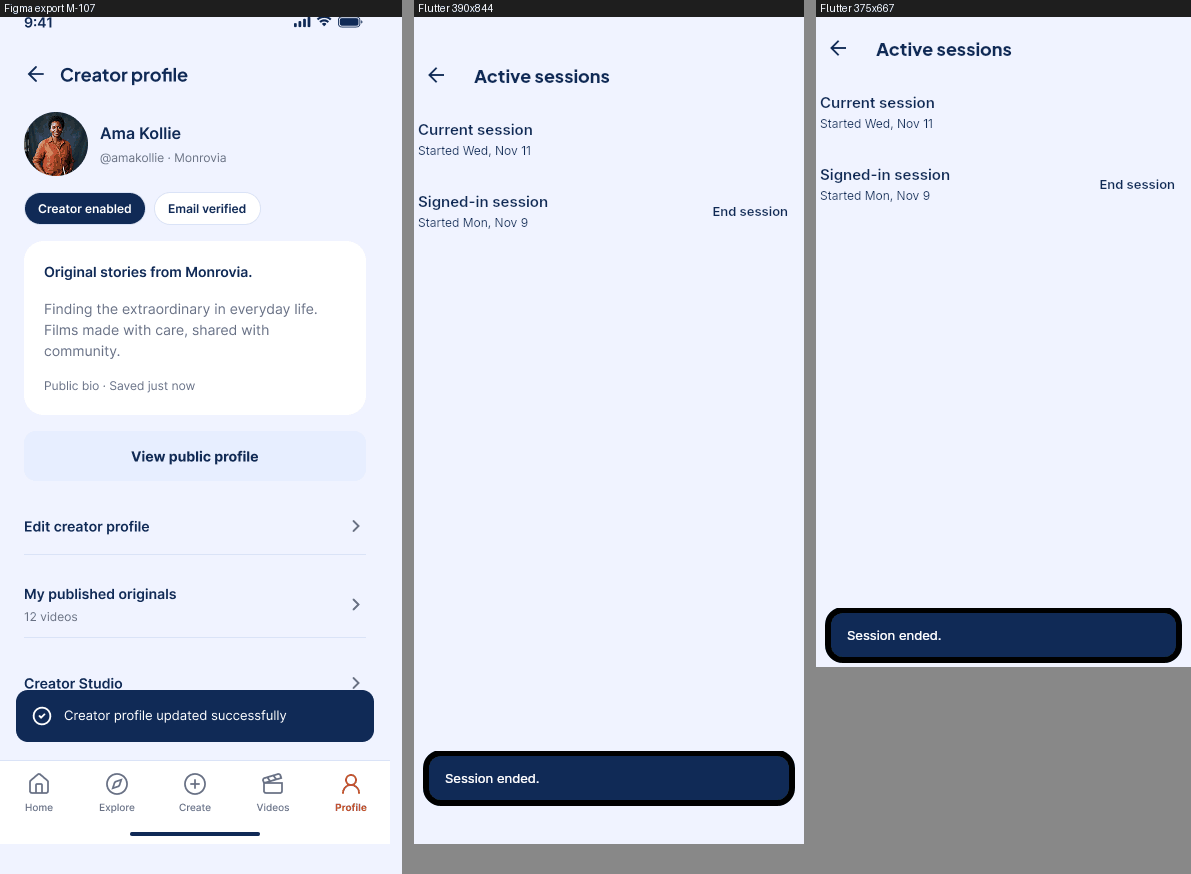 Figma export M-107
9:41
Creator profile
Ama Kollie
@amakollie · Monrovia
Creator enabled
Email verified
Original stories from Monrovia.
Finding the extraordinary in everyday life.
Films made with care, shared with
community.
Public bio · Saved just now
View public profile
Edit creator profile
My published originals
12 videos
Creator Studio
Creator profile updated successfully
Home
Explore
Create
Videos
Profile
Flutter 390x844
Active sessions
Current session
Started Wed, Nov 11
Signed-in session
Started Mon, Nov 9
End session
Session ended.
Flutter 375x667
Active sessions
Current session
Started Wed, Nov 11
Signed-in session
Started Mon, Nov 9
End session
Session ended.